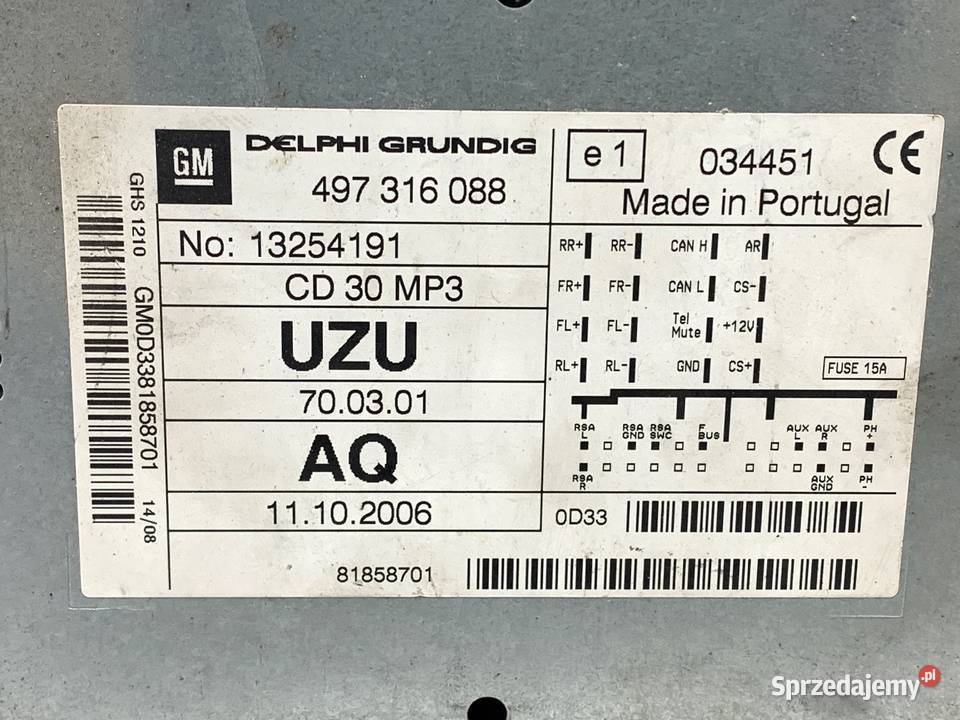 GM DELPHI GRUNDIG
497 316 088
No: 13254191
CD 30 MP3
UZU
70.03.01
AQ
11.10.2006
81858701
GHS 1210 GM0D3381858701 14/08
e 1 034451 CE
Made in Portugal
RR+ RR- CAN H AR
FR+ FR- CAN L CS-
FL+ FL- Tel Mute +12V
RL+ RL- GND CS+
FUSE 15A
RSA L RSA GND RSA SWC F BUS AUX L AUX R PH +
RSA R AUX GND PH -
0D33
Sprzedajemy.pl